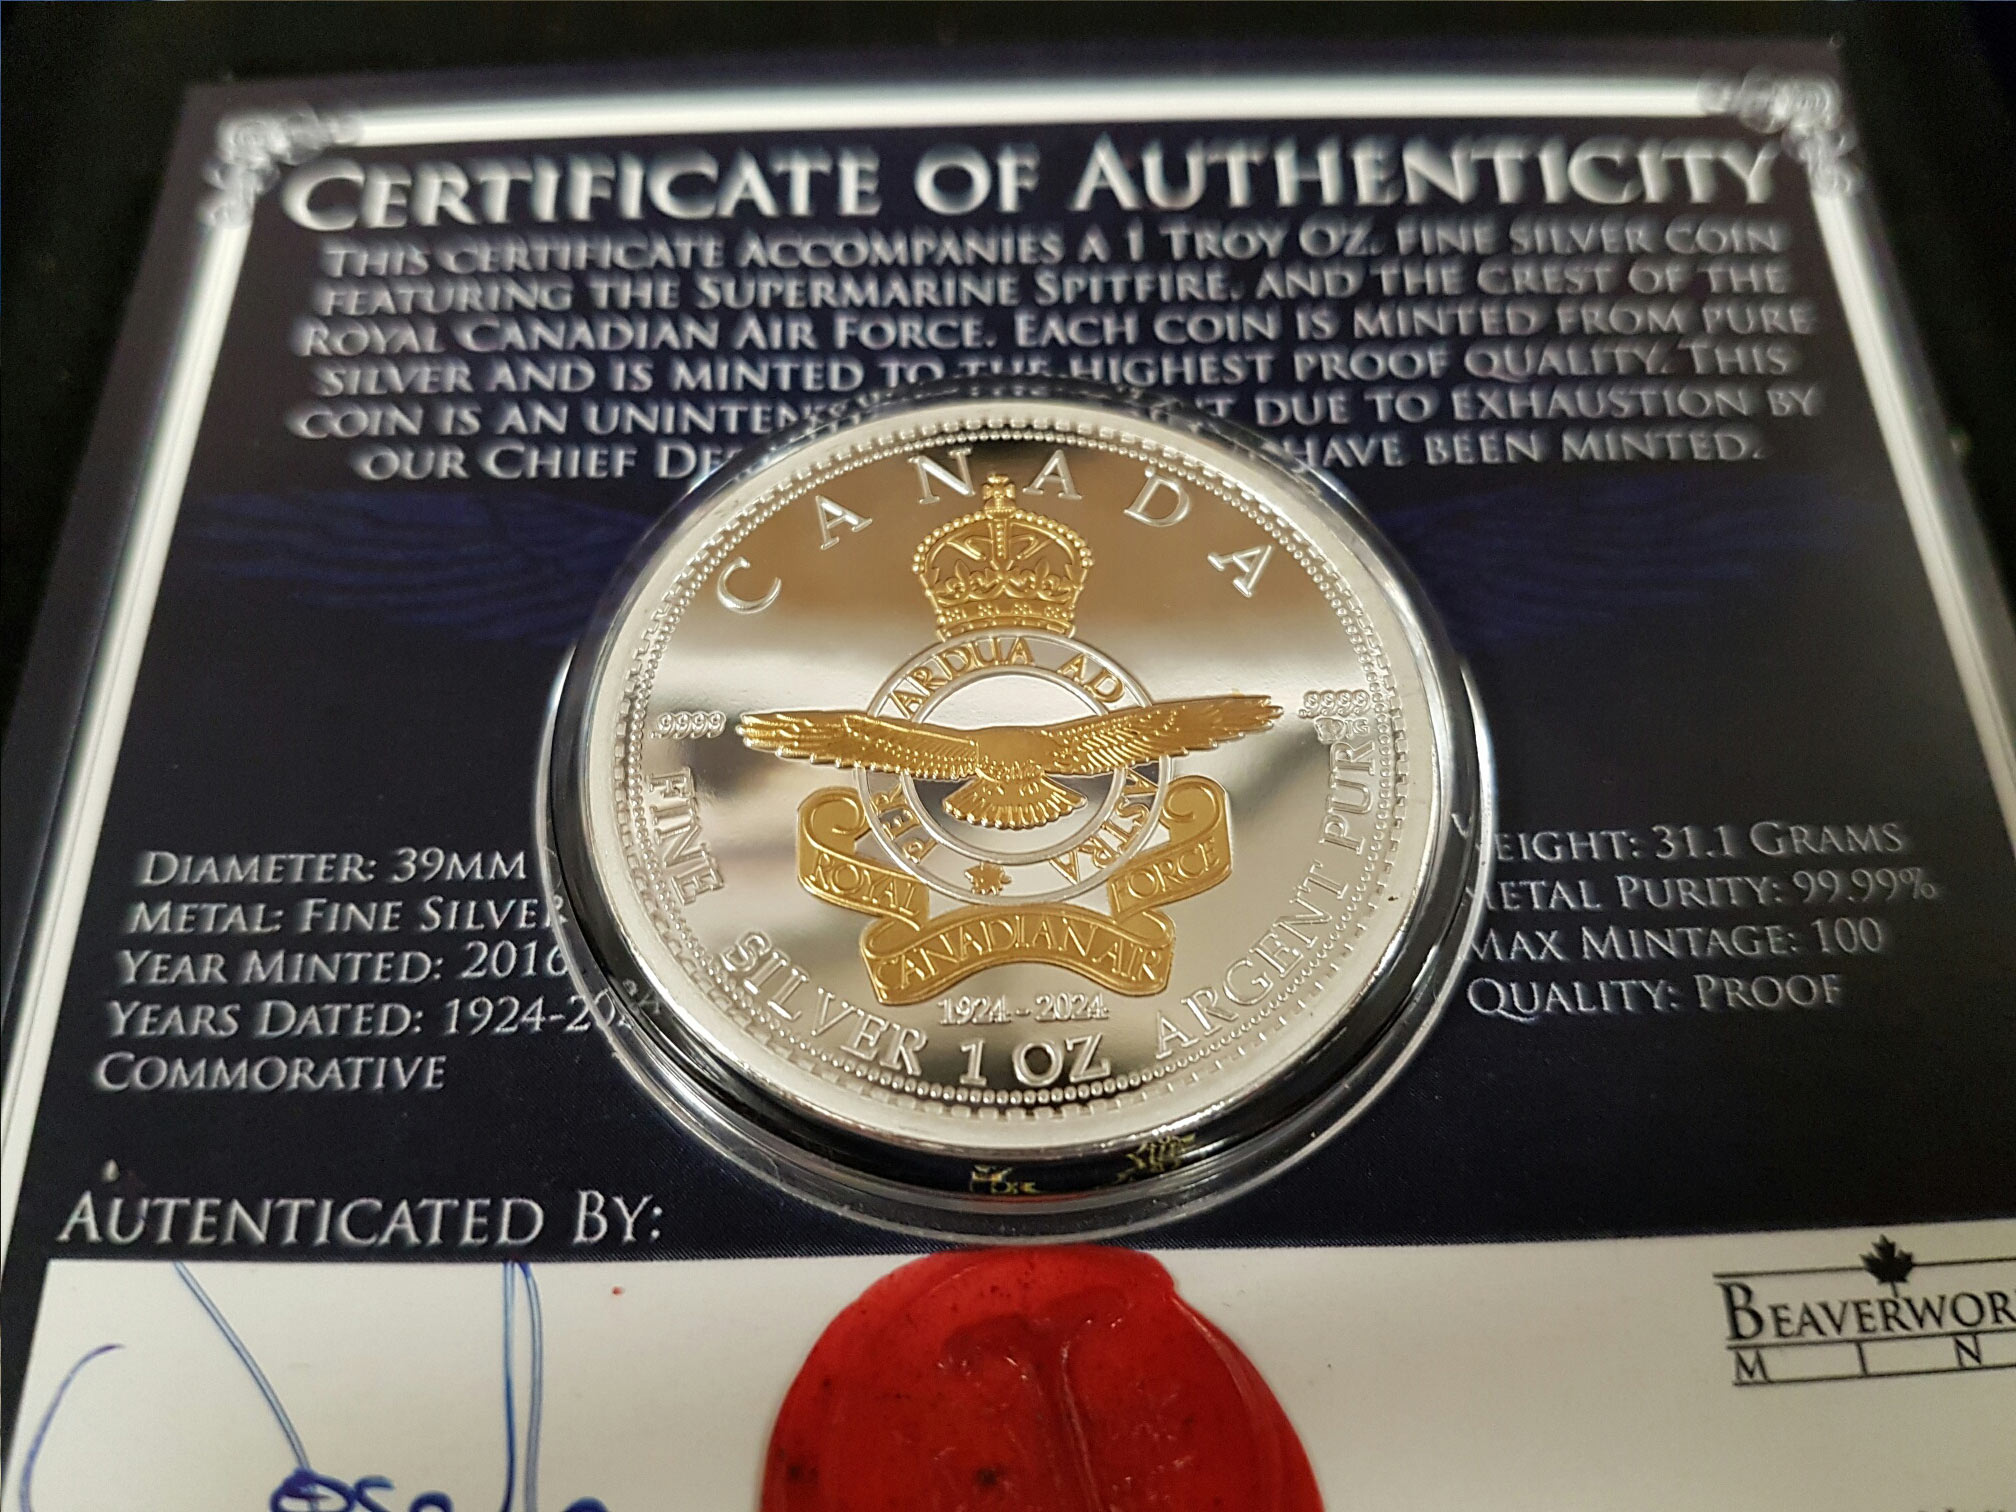 CERTIFICATE OF AUTHENTICITY
THIS CERTIFICATE ACCOMPANIES A 1 TROY OZ. FINE SILVER COIN
FEATURING THE SUPERMARINE SPITFIRE, AND THE CREST OF THE
ROYAL CANADIAN AIR FORCE. EACH COIN IS MINTED FROM PURE
SILVER AND IS MINTED TO THE HIGHEST PROOF QUALITY. THIS
COIN IS AN DUE TO EXHAUSTION BY
OUR CHIEF HAVE BEEN MINTED.
CANADA
ARDUA AD
PER ASTRA
9999 9999
ROYAL FORCE
CANADIAN AIR
1924-2024
FINE SILVER 1 OZ ARGENT PUR
DIAMETER: 39MM
METAL: FINE SILVER
YEAR MINTED: 2016
YEARS DATED: 1924-20
COMMORATIVE
WEIGHT: 31.1 GRAMS
METAL PURITY: 99.99%
MAX MINTAGE: 100
QUALITY: PROOF
AUTENTICATED BY:
BEAVERWOR
MIN